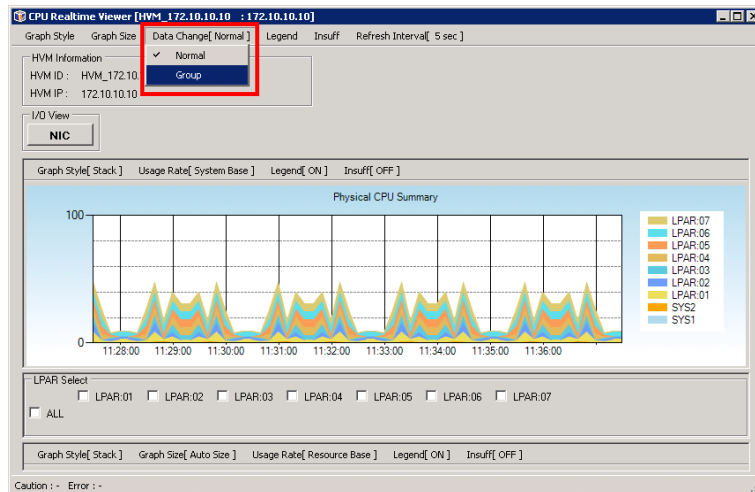 CPU Realtime Viewer [HVM_172.10.10.10 : 172.10.10.10]
Graph Style Graph Size Data Change[ Normal ] Legend Insuff Refresh Interval[ 5 sec ]
Normal
Group
HVM Information
HVM ID : HVM_172.10.
HVM IP : 172.10.10.10
I/O View
NIC
Graph Style[ Stack ] Usage Rate[ System Base ] Legend[ ON ] Insuff[ OFF ]
Physical CPU Summary
100
0
11:28:00 11:29:00 11:30:00 11:31:00 11:32:00 11:33:00 11:34:00 11:35:00 11:36:00
LPAR:07
LPAR:06
LPAR:05
LPAR:04
LPAR:03
LPAR:02
LPAR:01
SYS2
SYS1
LPAR Select
LPAR:01 LPAR:02 LPAR:03 LPAR:04 LPAR:05 LPAR:06 LPAR:07
ALL
Graph Style[ Stack ] Graph Size[ Auto Size ] Usage Rate[ Resource Base ] Legend[ ON ] Insuff[ OFF ]
Caution : - Error : -